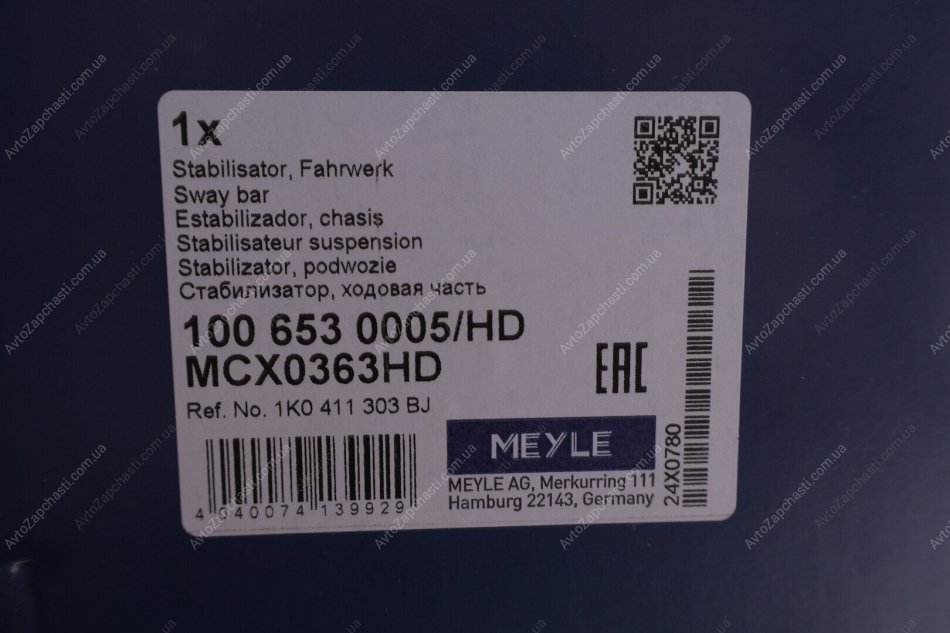 1x
Stabilisator, Fahrwerk
Sway bar
Estabilizador, chasis
Stabilisateur suspension
Stabilizator, podwozie
Стабилизатор, ходовая часть
100 653 0005/HD
MCX0363HD
Ref. No. 1K0 411 303 BJ
EAC
MEYLE
MEYLE AG, Merkurring 111
Hamburg 22143, Germany
4 040074 139929
24X0780
AvtoZapchasti.com.ua